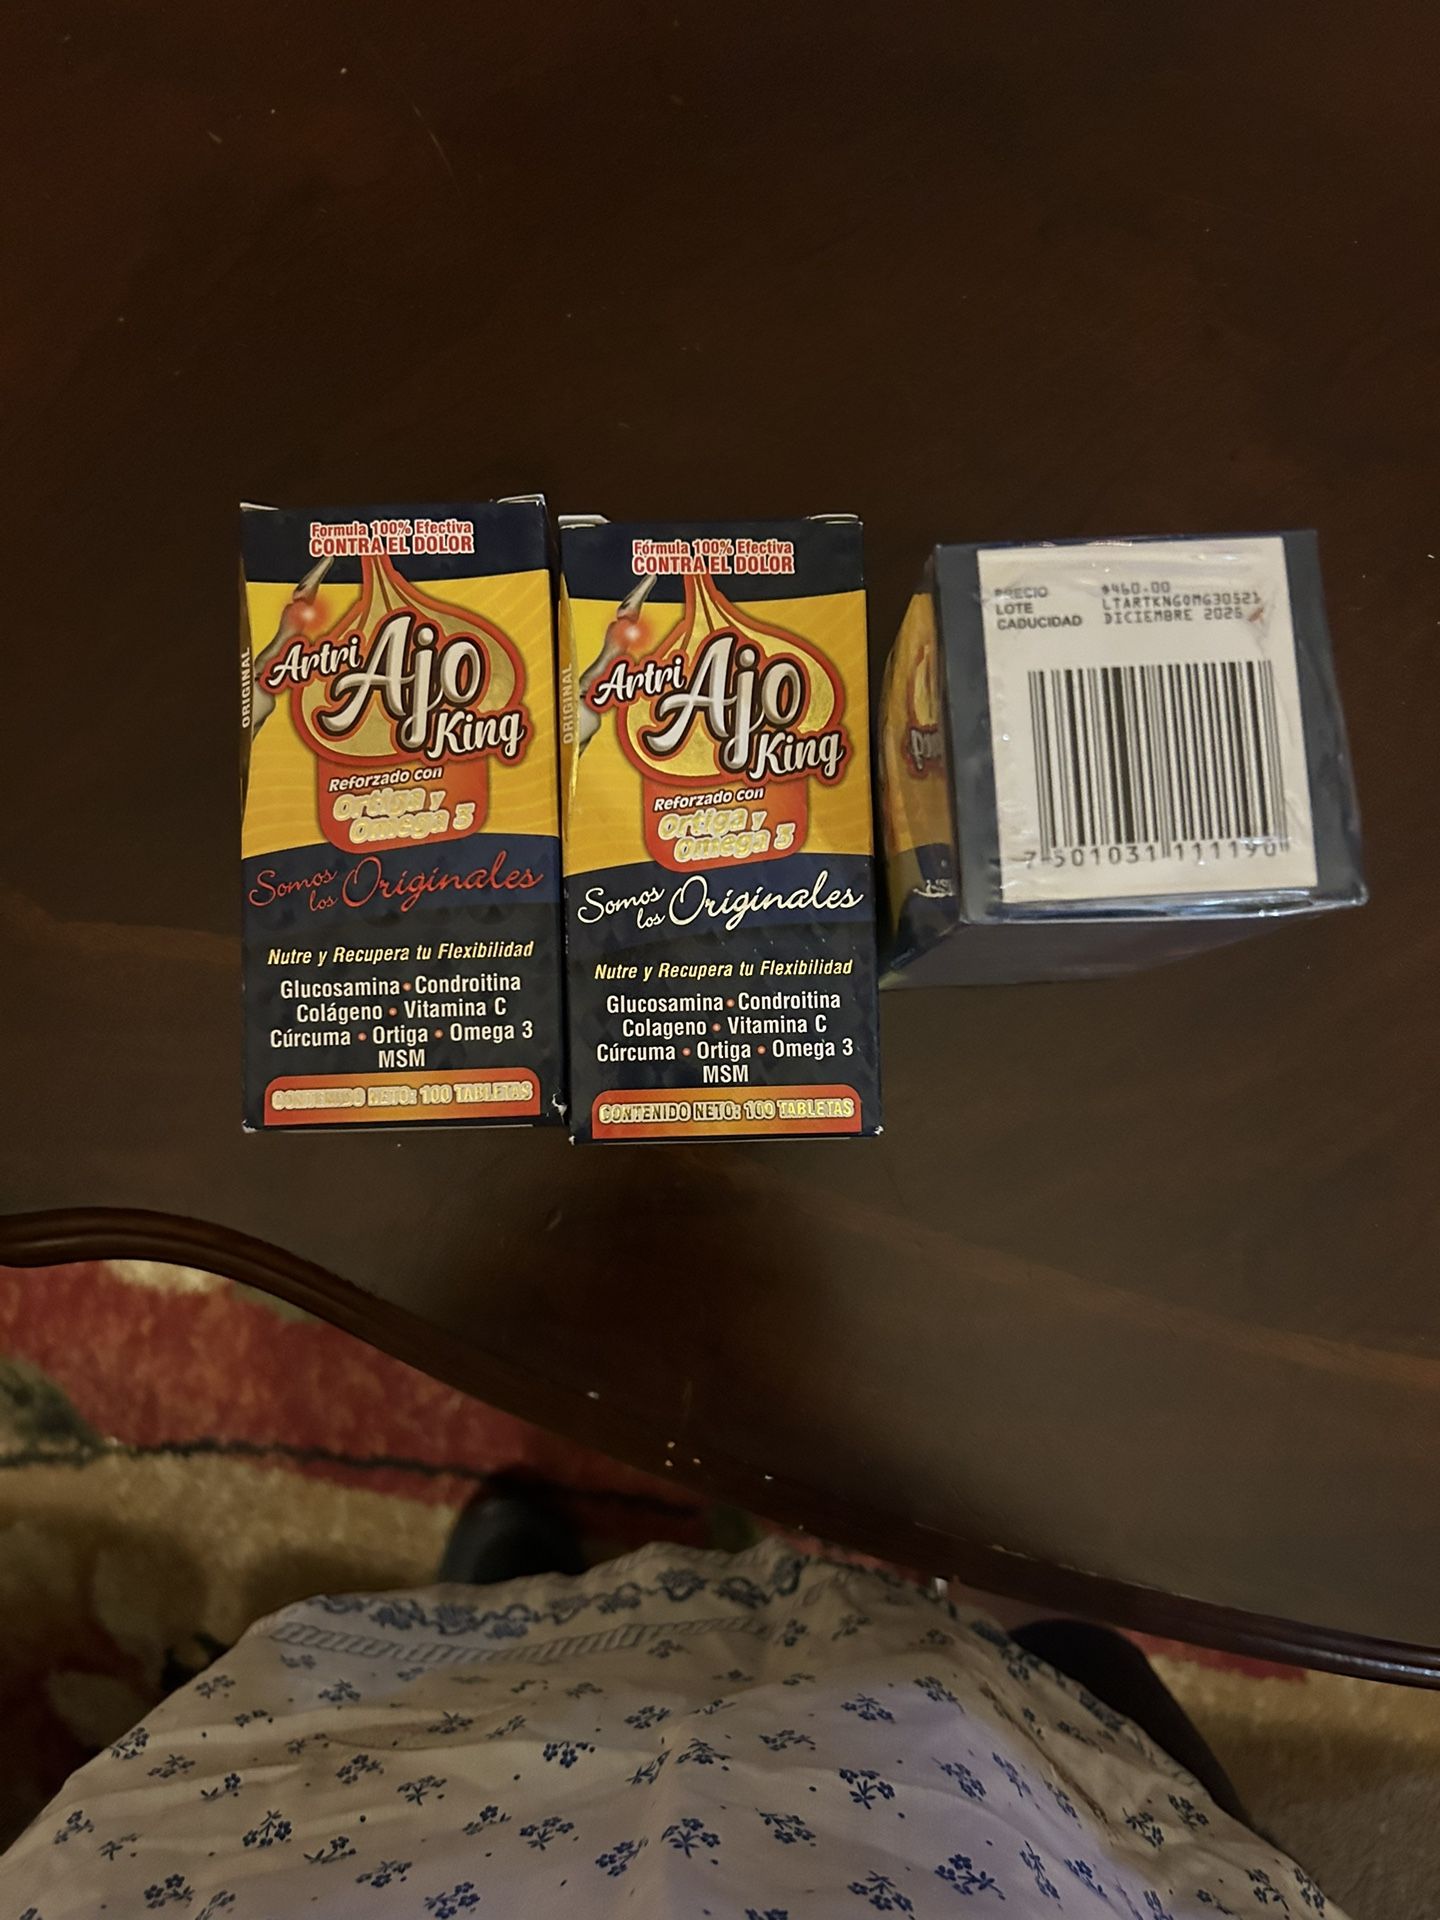 Formula 100% Efectiva
CONTRA EL DOLOR
ORIGINAL
Artri Ajo King
Reforzado con
Ortiga y
Omega 3
Somos los Originales
Nutre y Recupera tu Flexibilidad
Glucosamina • Condroitina
Colágeno • Vitamina C
Cúrcuma • Ortiga • Omega 3
MSM
CONTENIDO NETO: 100 TABLETAS
Fórmula 100% Efectiva
CONTRA EL DOLOR
ORIGINAL
Artri Ajo King
Reforzado con
Ortiga y
Omega 3
Somos los Originales
Nutre y Recupera tu Flexibilidad
Glucosamina • Condroitina
Colageno • Vitamina C
Cúrcuma • Ortiga • Omega 3
MSM
CONTENIDO NETO: 100 TABLETAS
PRECIO $460.00
LOTE LTARTKNGOMG30521
CADUCIDAD DICIEMBRE 2025
7 501031 111190